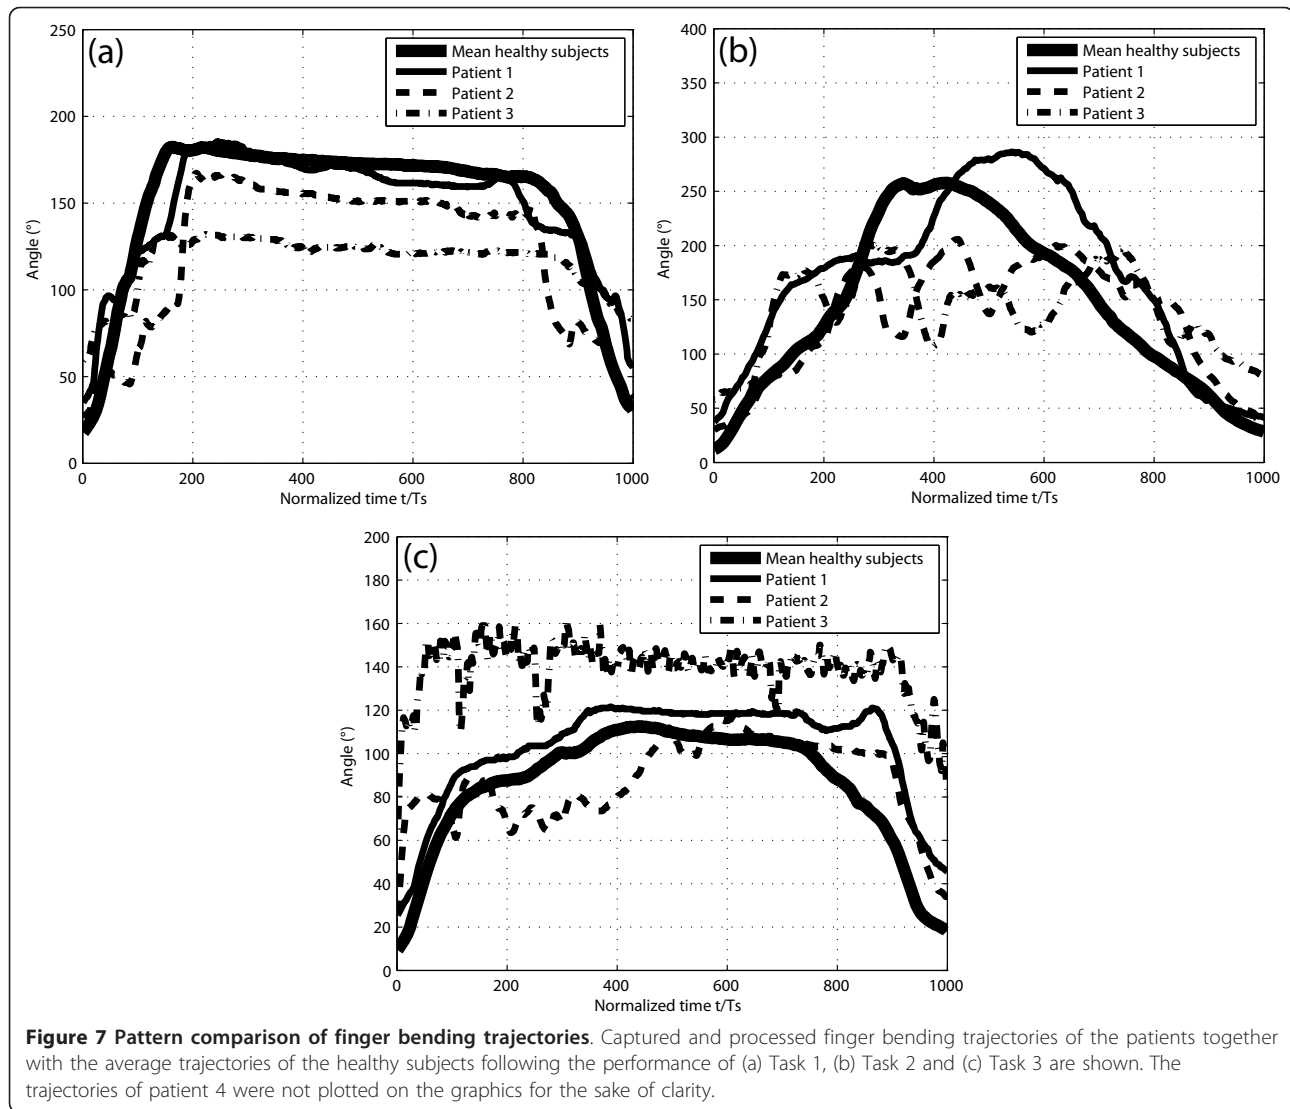 (a)
250
200
150
100
50
0
Angle (°)
0 200 400 600 800 1000
Normalized time t/Ts
Mean healthy subjects
Patient 1
Patient 2
Patient 3
(b)
400
350
300
250
200
150
100
50
0
Angle (°)
0 200 400 600 800 1000
Normalized time t/Ts
Mean healthy subjects
Patient 1
Patient 2
Patient 3
(c)
200
180
160
140
120
100
80
60
40
20
0
Angle (°)
0 200 400 600 800 1000
Normalized time t/Ts
Mean healthy subjects
Patient 1
Patient 2
Patient 3
Figure 7 Pattern comparison of finger bending trajectories. Captured and processed finger bending trajectories of the patients together
with the average trajectories of the healthy subjects following the performance of (a) Task 1, (b) Task 2 and (c) Task 3 are shown. The
trajectories of patient 4 were not plotted on the graphics for the sake of clarity.